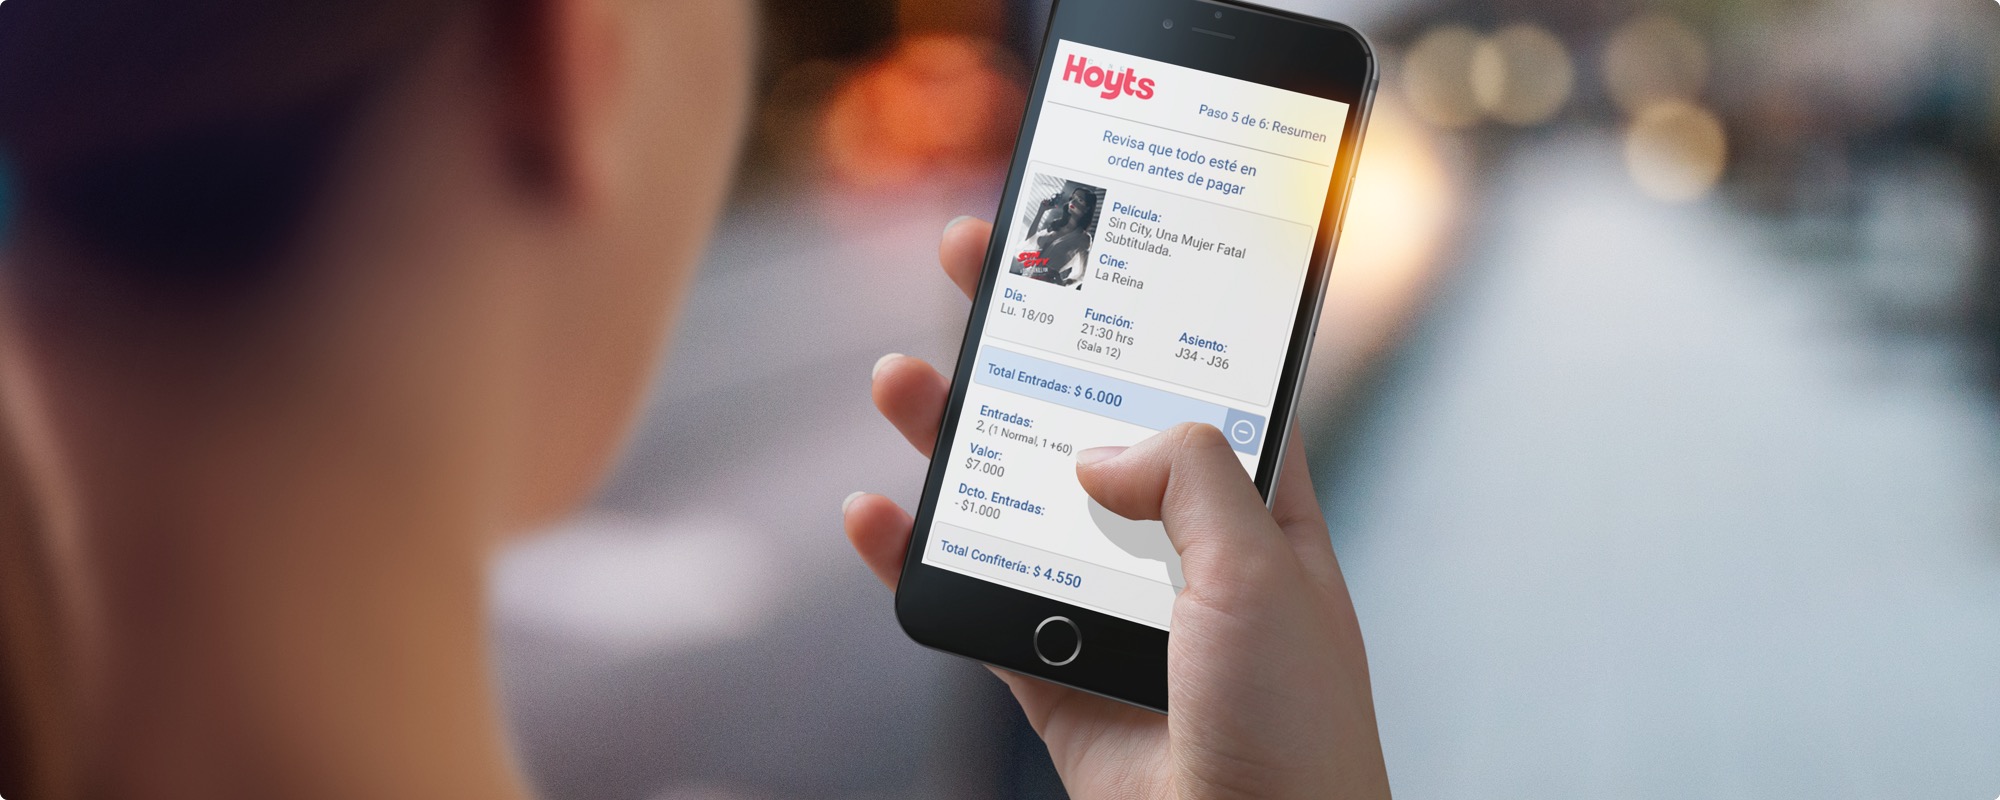 CINE
Hoyts
Paso 5 de 6: Resumen
Revisa que todo esté en
orden antes de pagar
Película:
Sin City, Una Mujer Fatal
Subtitulada.
Cine:
La Reina
SIN CITY
Día:
Lu. 18/09
Función:
21:30 hrs
(Sala 12)
Asiento:
J34 - J36
Total Entradas: $ 6.000
Entradas:
2, (1 Normal, 1 +60)
Valor:
$7.000
Dcto. Entradas:
- $1.000
Total Confitería: $ 4.550